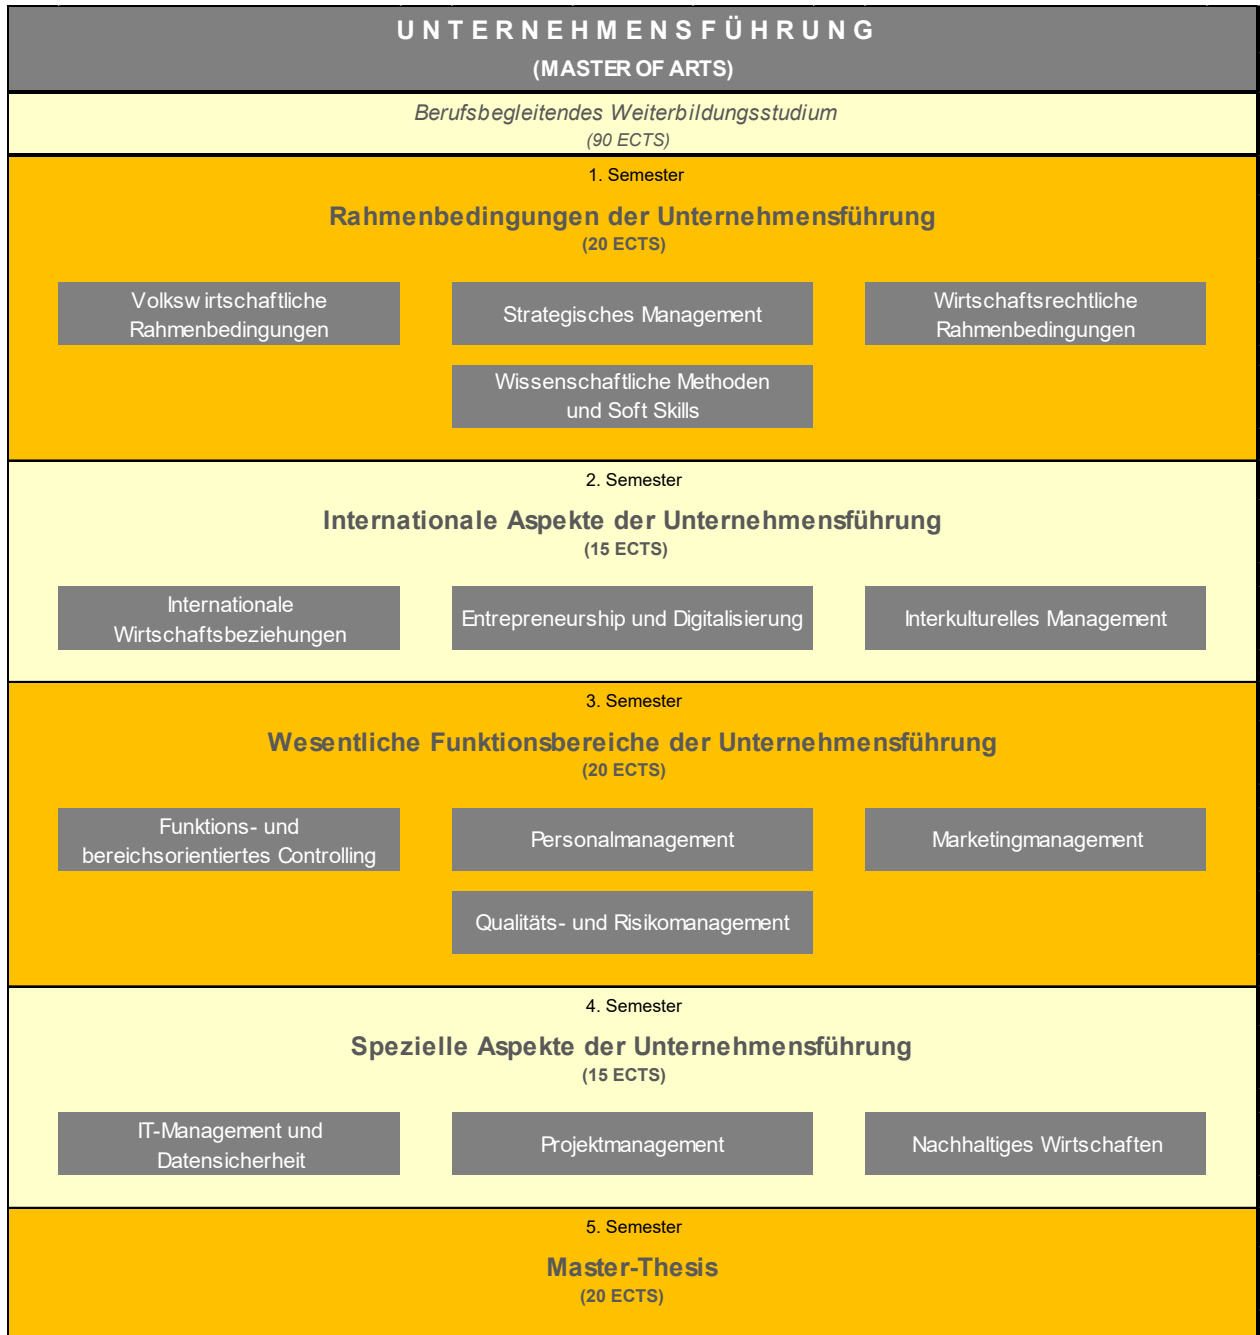 UNTERNEHMENSFÜHRUNG
(MASTER OF ARTS)
Berufsbegleitendes Weiterbildungsstudium
(90 ECTS)
1. Semester
Rahmenbedingungen der Unternehmensführung
(20 ECTS)
Volkswirtschaftliche
Rahmenbedingungen
Strategisches Management
Wirtschaftsrechtliche
Rahmenbedingungen
Wissenschaftliche Methoden
und Soft Skills
2. Semester
Internationale Aspekte der Unternehmensführung
(15 ECTS)
Internationale
Wirtschaftsbeziehungen
Entrepreneurship und Digitalisierung
Interkulturelles Management
3. Semester
Wesentliche Funktionsbereiche der Unternehmensführung
(20 ECTS)
Funktions- und
bereichsorientiertes Controlling
Personalmanagement
Marketingmanagement
Qualitäts- und Risikomanagement
4. Semester
Spezielle Aspekte der Unternehmensführung
(15 ECTS)
IT-Management und
Datensicherheit
Projektmanagement
Nachhaltiges Wirtschaften
5. Semester
Master-Thesis
(20 ECTS)